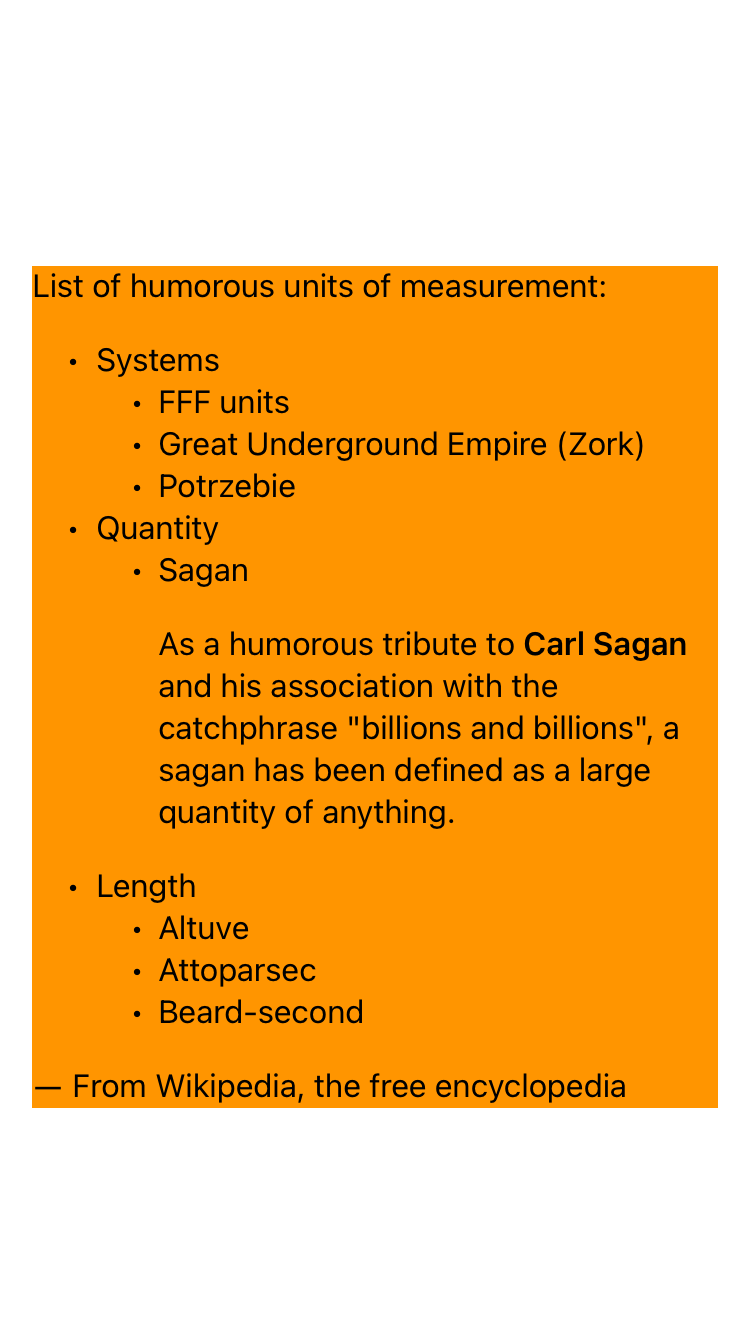 List of humorous units of measurement:
• Systems
• FFF units
• Great Underground Empire (Zork)
• Potrzebie
• Quantity
• Sagan
As a humorous tribute to Carl Sagan
and his association with the
catchphrase "billions and billions", a
sagan has been defined as a large
quantity of anything.
• Length
• Altuve
• Attoparsec
• Beard-second
— From Wikipedia, the free encyclopedia